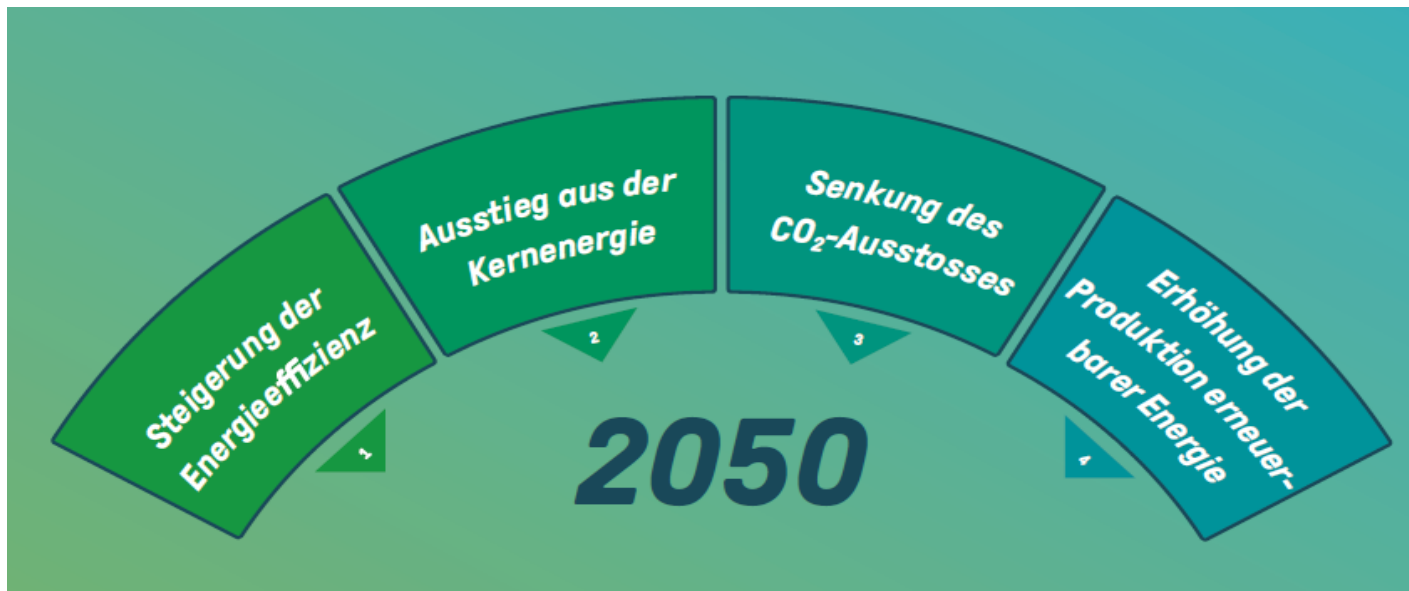 Steigerung der
Energieeffizienz
1
Ausstieg aus der
Kernenergie
2
Senkung des
CO₂-Ausstosses
3
Erhöhung der
Produktion erneuer-
barer Energie
4
2050